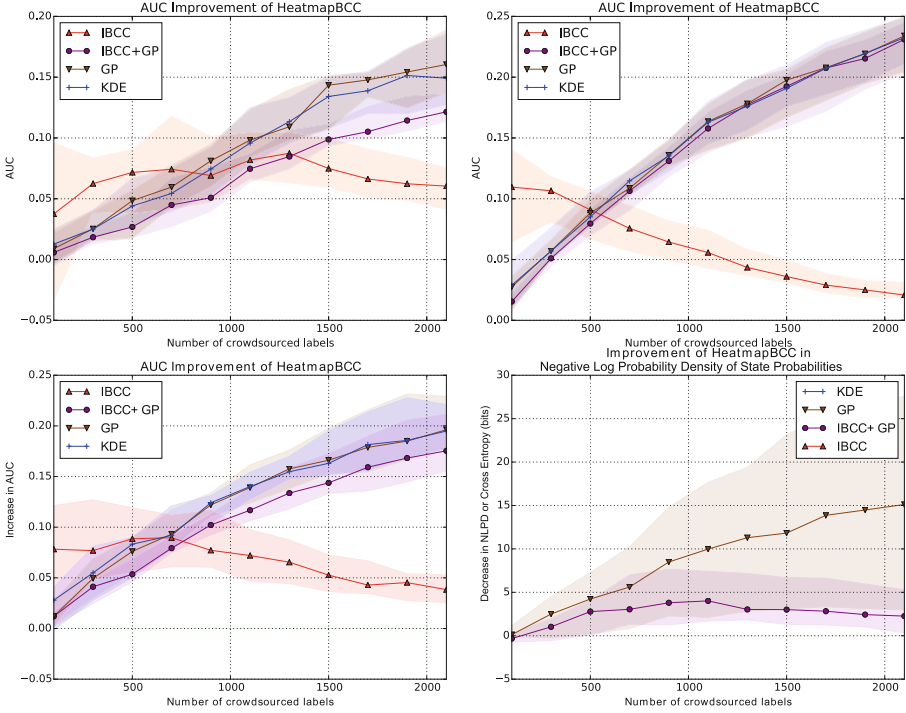 AUC Improvement of HeatmapBCC
0.20
0.15
0.10
0.05
0.00
−0.05
AUC
IBCC
IBCC+GP
GP
KDE
500
1000
1500
2000
Number of crowdsourced labels
AUC Improvement of HeatmapBCC
0.25
0.20
0.15
0.10
0.05
0.00
AUC
IBCC
IBCC+GP
GP
KDE
500
1000
1500
2000
Number of crowdsourced labels
AUC Improvement of HeatmapBCC
0.25
0.20
0.15
0.10
0.05
0.00
−0.05
Increase in AUC
IBCC
IBCC+ GP
GP
KDE
500
1000
1500
2000
Number of crowdsourced labels
Improvement of HeatmapBCC in
Negative Log Probability Density of State Probabilities
30
25
20
15
10
5
0
−5
Decrease in NLPD or Cross Entropy (bits)
KDE
GP
IBCC+ GP
IBCC
500
1000
1500
2000
Number of crowdsourced labels